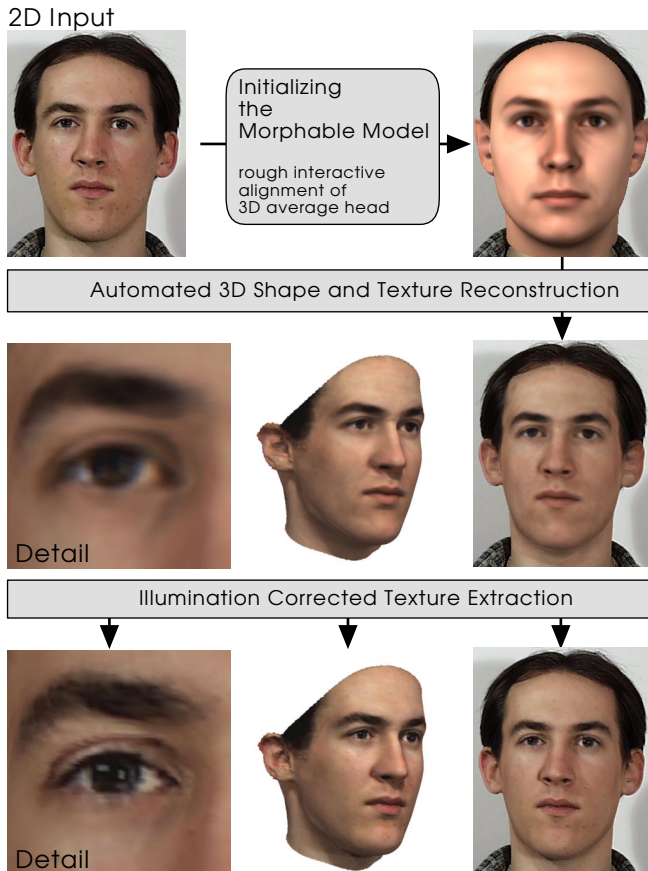 2D Input
Initializing
the
Morphable Model
rough interactive
alignment of
3D average head
Automated 3D Shape and Texture Reconstruction
Detail
Illumination Corrected Texture Extraction
Detail